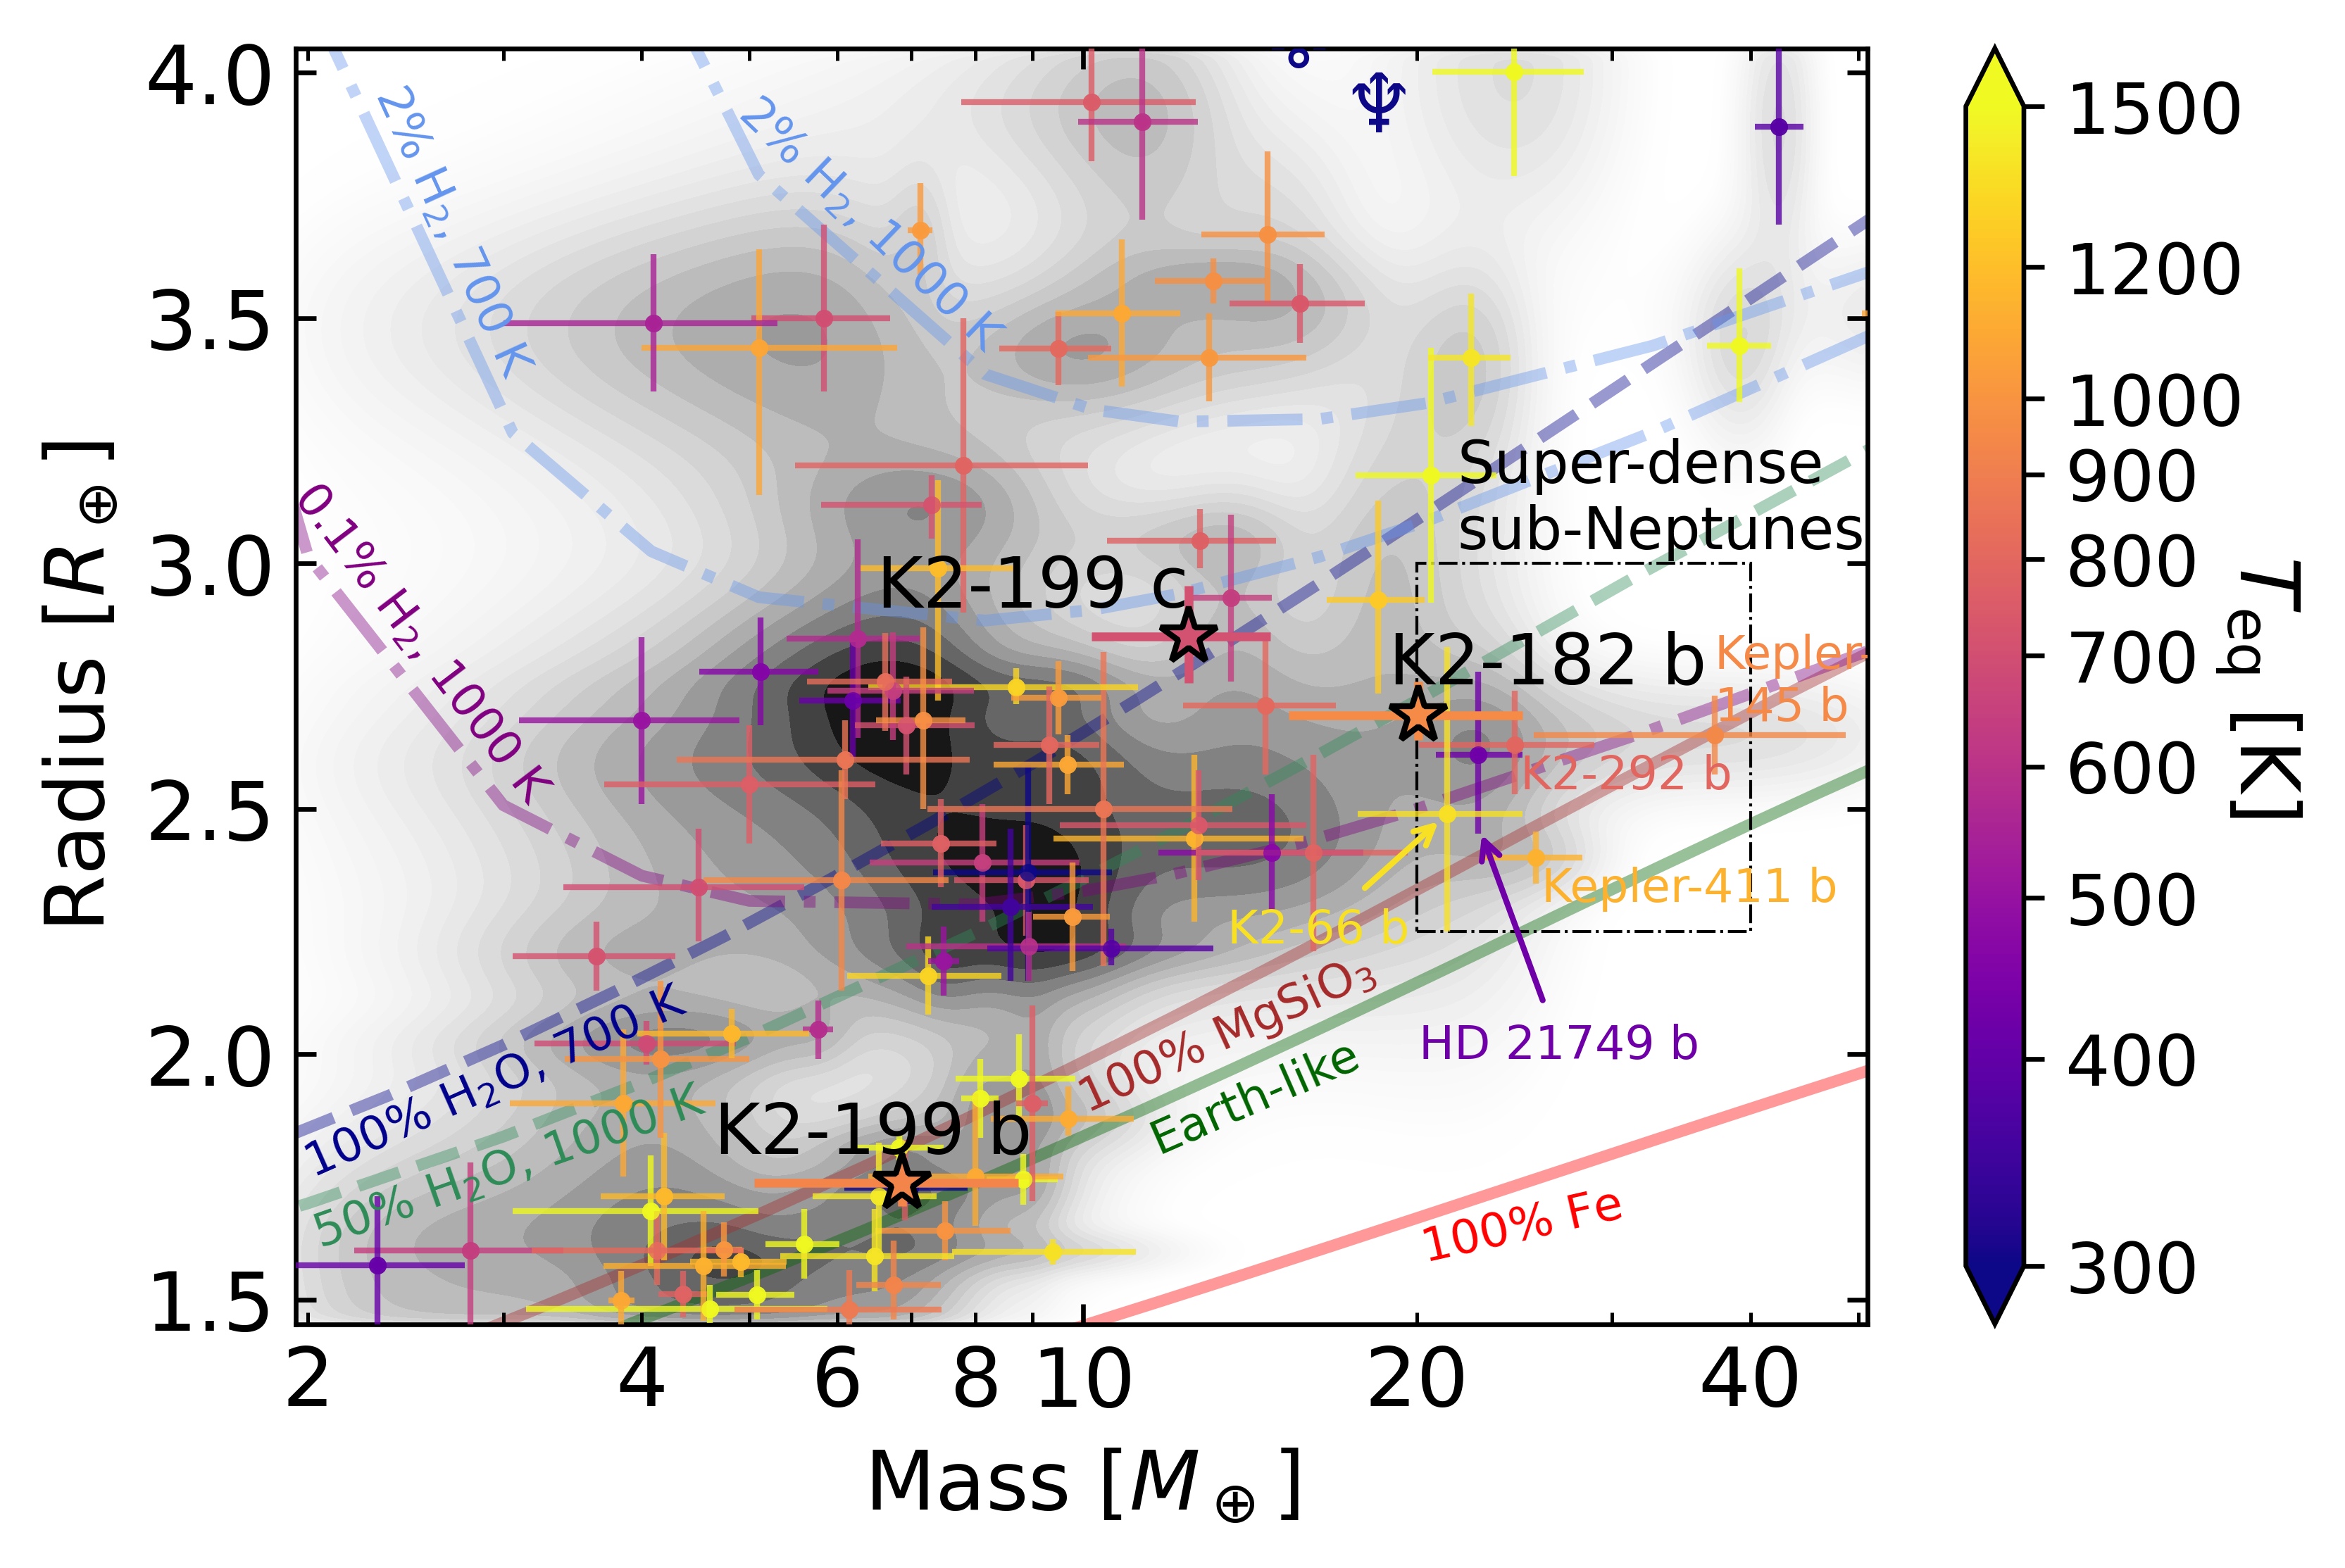 4.0
3.5
3.0
2.5
2.0
1.5
Radius [R⊕]
2
4
6
8
10
20
40
Mass [M⊕]
2% H₂, 700 K
2% H₂, 1000 K
0.1% H₂, 1000 K
♆
Super-dense
sub-Neptunes
K2-199 c
K2-182 b
Kepler-
145 b
K2-292 b
Kepler-411 b
K2-66 b
HD 21749 b
100% H₂O, 700 K
50% H₂O, 1000 K
K2-199 b
100% MgSiO₃
Earth-like
100% Fe
1500
1200
1000
900
800
700
600
500
400
300
Teq [K]